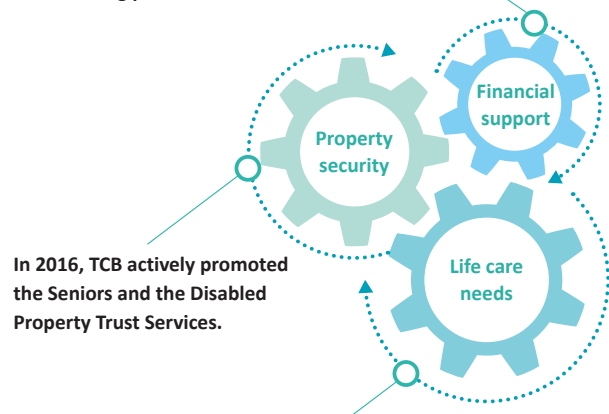 Financial
support
Property
security
In 2016, TCB actively promoted
the Seniors and the Disabled
Property Trust Services.
Life care
needs